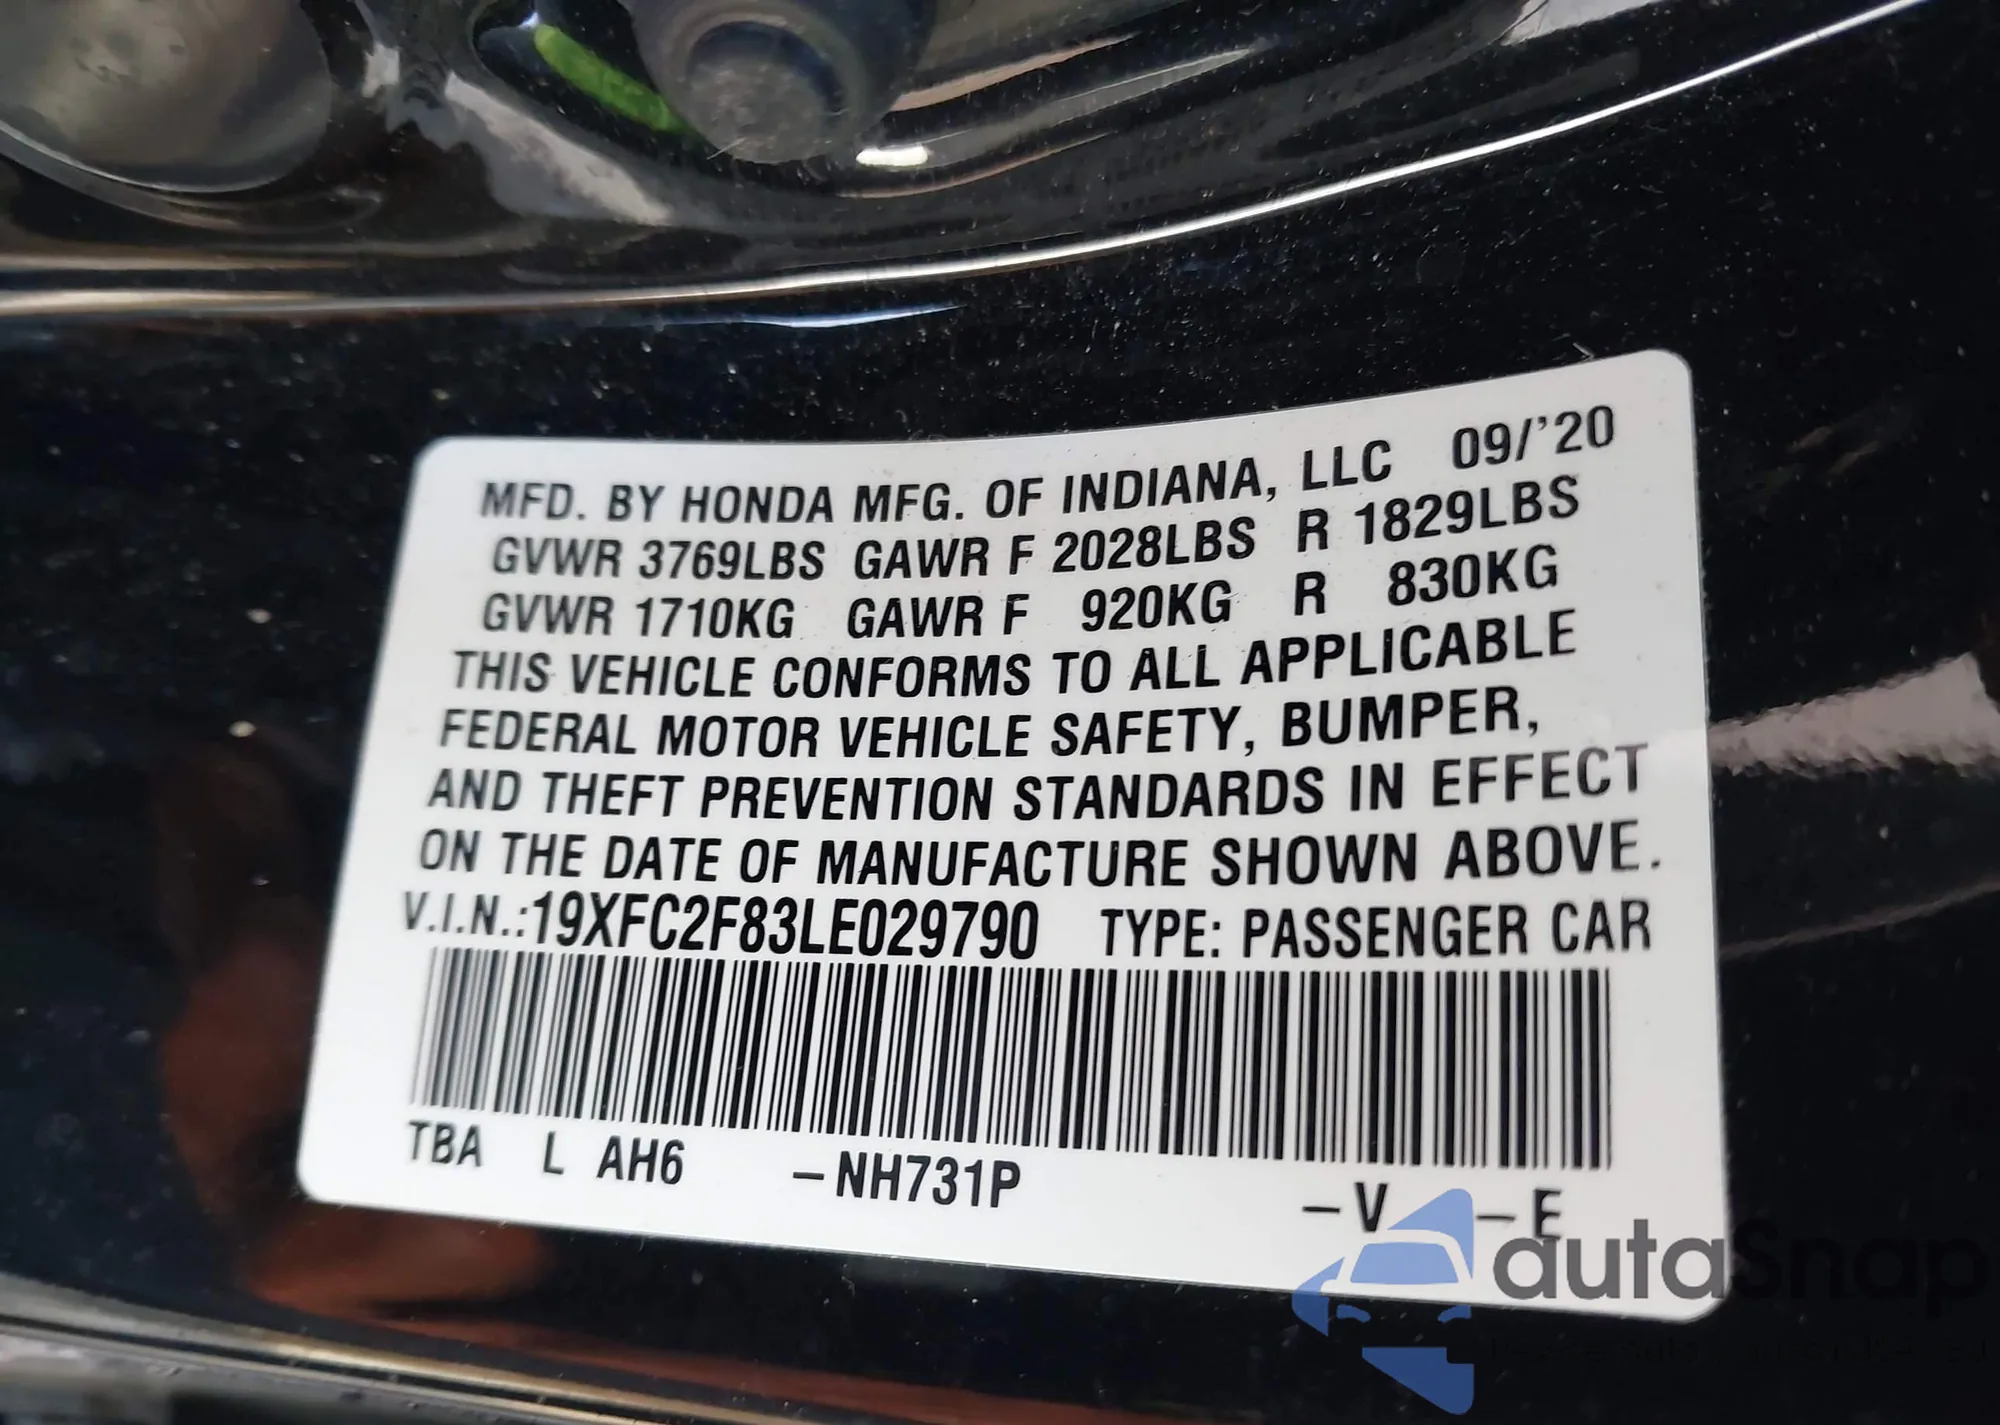 MFD. BY HONDA MFG. OF INDIANA, LLC 09/'20
GVWR 3769LBS GAWR F 2028LBS R 1829LBS
GVWR 1710KG GAWR F 920KG R 830KG
THIS VEHICLE CONFORMS TO ALL APPLICABLE
FEDERAL MOTOR VEHICLE SAFETY, BUMPER,
AND THEFT PREVENTION STANDARDS IN EFFECT
ON THE DATE OF MANUFACTURE SHOWN ABOVE.
V.I.N.:19XFC2F83LE029790 TYPE: PASSENGER CAR
TBA L AH6 –NH731P –V –E
autaSnap